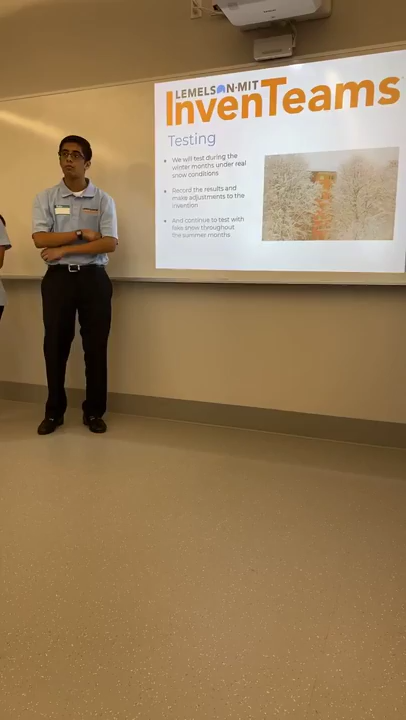 LEMELSON-MIT
InvenTeams
Testing
We will test during the
winter months under real
snow conditions
Record the results and
make adjustments to the
invention
And continue to test with
fake snow throughout
the summer months